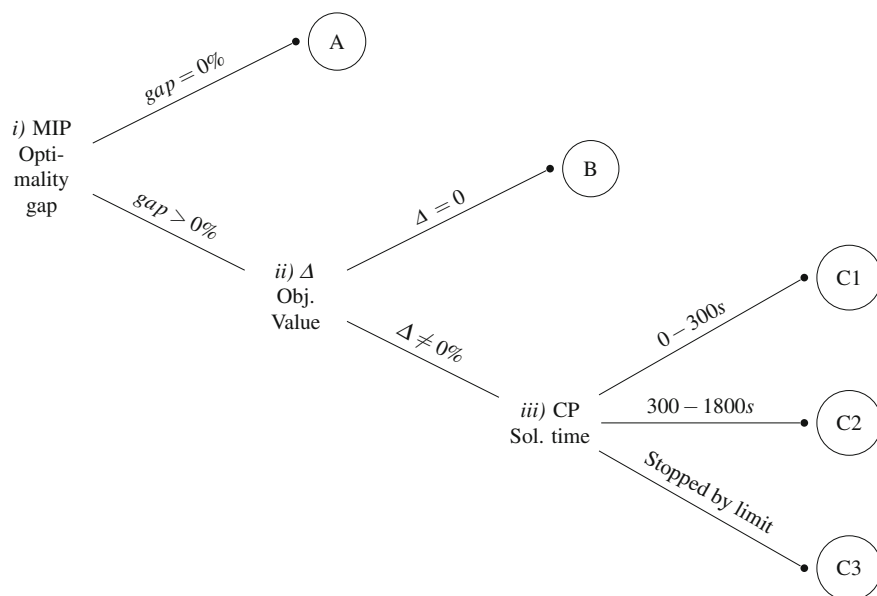 A
gap = 0%
i) MIP
Opti-
mality
gap
B
gap > 0%
Δ = 0
ii) Δ
Obj.
Value
C1
0 − 300s
Δ ≠ 0%
iii) CP
Sol. time
300 − 1800s
C2
Stopped by limit
C3